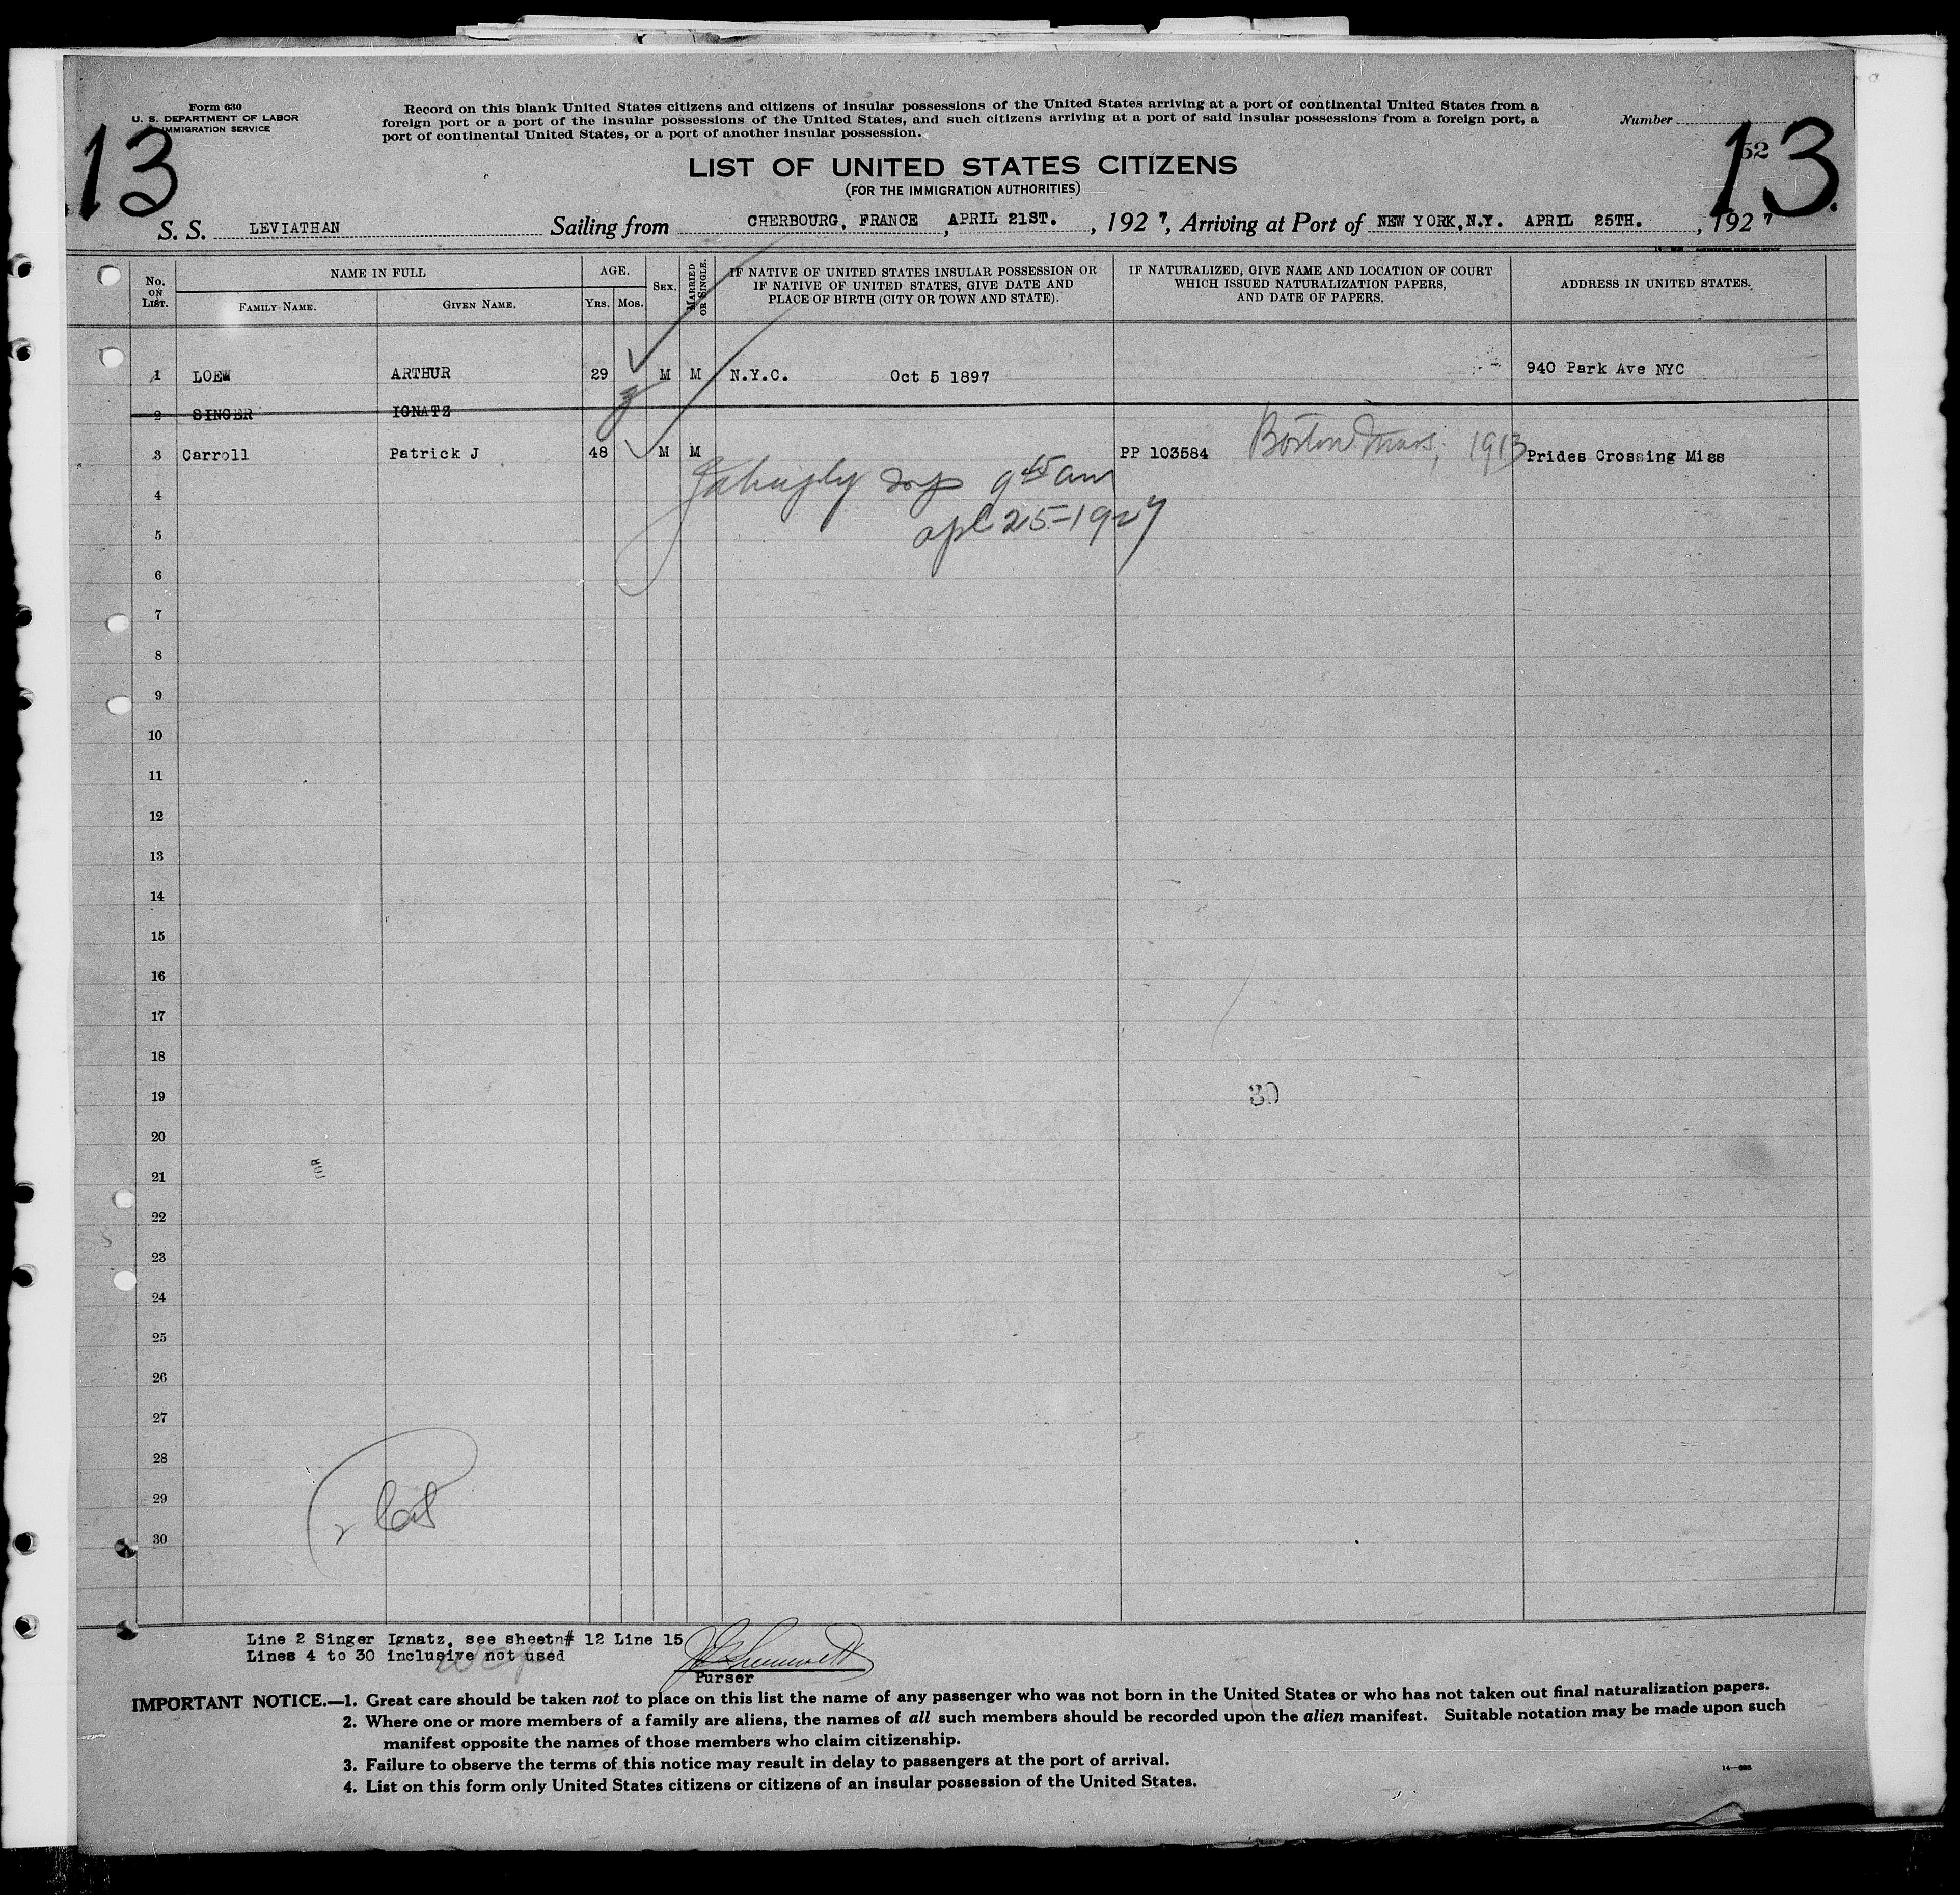 Form 630
U. S. DEPARTMENT OF LABOR
IMMIGRATION SERVICE
Record on this blank United States citizens and citizens of insular possessions of the United States arriving at a port of continental United States from a
foreign port or a port of the insular possessions of the United States, and such citizens arriving at a port of said insular possessions from a foreign port, a
port of continental United States, or a port of another insular possession.
Number
13
52
13.
LIST OF UNITED STATES CITIZENS
(FOR THE IMMIGRATION AUTHORITIES)
S. S. LEVIATHAN Sailing from CHERBOURG, FRANCE , APRIL 21ST. , 1927, Arriving at Port of NEW YORK, N.Y. APRIL 25TH. , 1927
No. ON LIST.
NAME IN FULL
FAMILY NAME.
GIVEN NAME.
AGE.
YRS.
MOS.
SEX.
MARRIED OR SINGLE.
IF NATIVE OF UNITED STATES INSULAR POSSESSION OR
IF NATIVE OF UNITED STATES, GIVE DATE AND
PLACE OF BIRTH (CITY OR TOWN AND STATE).
IF NATURALIZED, GIVE NAME AND LOCATION OF COURT
WHICH ISSUED NATURALIZATION PAPERS,
AND DATE OF PAPERS.
ADDRESS IN UNITED STATES.
1 LOEW ARTHUR 29 M M N.Y.C. Oct 5 1897 940 Park Ave NYC
2 SINGER IGNATZ
3 Carroll Patrick J 48 M M PP 103584 Boston Mass; 1913 Prides Crossing Miss
4
9 45 am
5
apl 25-1927
6
7
8
9
10
11
12
13
14
15
16
17
18
19
30
20
21
22
23
24
25
26
27
28
29
30
Line 2 Singer Ignatz, see sheetn# 12 Line 15
Lines 4 to 30 inclusive not used
Purser
IMPORTANT NOTICE.—1. Great care should be taken not to place on this list the name of any passenger who was not born in the United States or who has not taken out final naturalization papers.
2. Where one or more members of a family are aliens, the names of all such members should be recorded upon the alien manifest. Suitable notation may be made upon such
manifest opposite the names of those members who claim citizenship.
3. Failure to observe the terms of this notice may result in delay to passengers at the port of arrival.
4. List on this form only United States citizens or citizens of an insular possession of the United States.